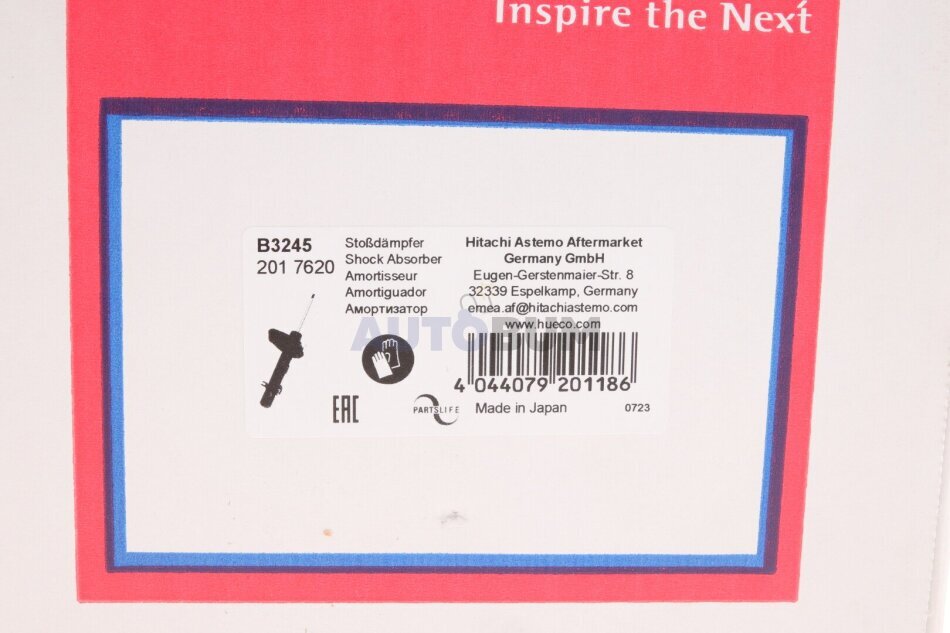 Inspire the Next
B3245
201 7620
Stoßdämpfer
Shock Absorber
Amortisseur
Amortiguador
Амортизатор
Hitachi Astemo Aftermarket
Germany GmbH
Eugen-Gerstenmaier-Str. 8
32339 Espelkamp, Germany
emea.af@hitachiastemo.com
www.hueco.com
AUTOBUM
4 044079 201186
EAC
PARTSLIFE
Made in Japan
0723